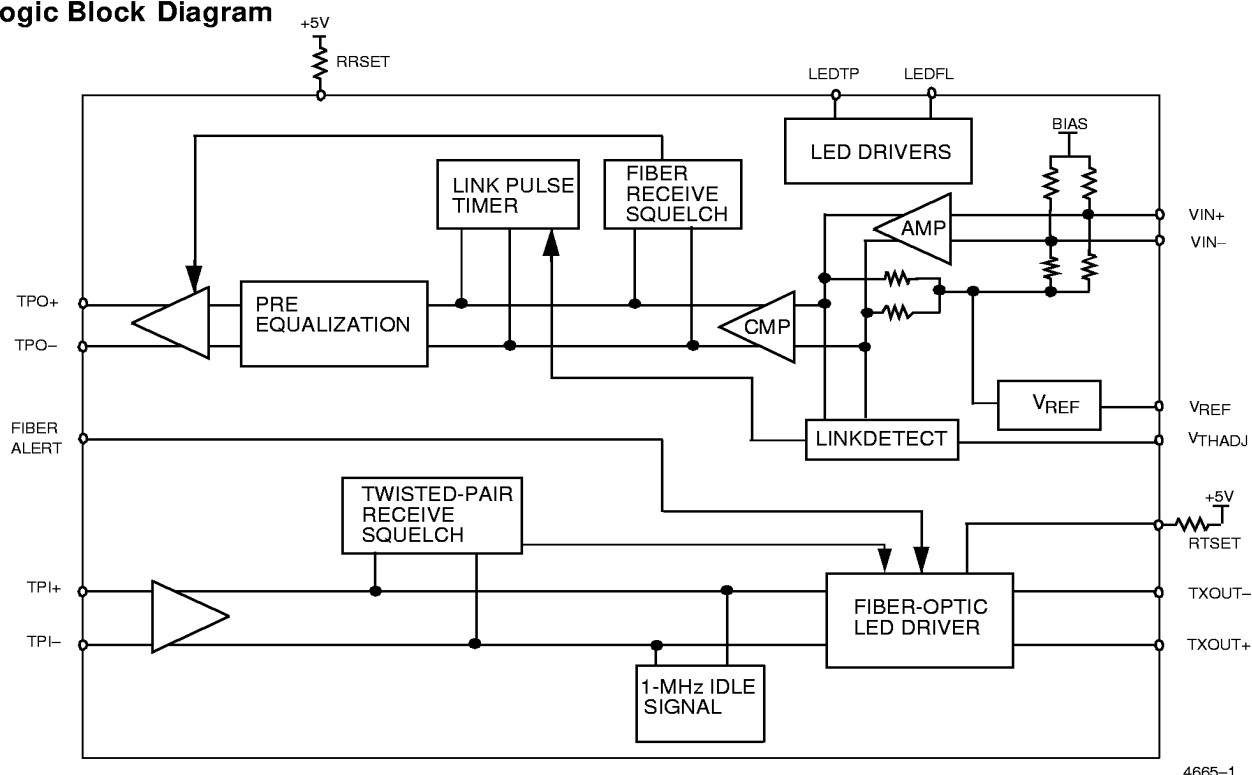 ogic Block Diagram
+5V
RRSET
LEDTP
LEDFL
LED DRIVERS
BIAS
LINK PULSE
TIMER
FIBER
RECEIVE
SQUELCH
AMP
VIN+
VIN–
TPO+
TPO–
PRE
EQUALIZATION
CMP
VREF
VREF
FIBER
ALERT
LINKDETECT
VTHADJ
TWISTED-PAIR
RECEIVE
SQUELCH
+5V
RTSET
TPI+
TPI–
FIBER-OPTIC
LED DRIVER
TXOUT–
TXOUT+
1-MHz IDLE
SIGNAL
4665–1